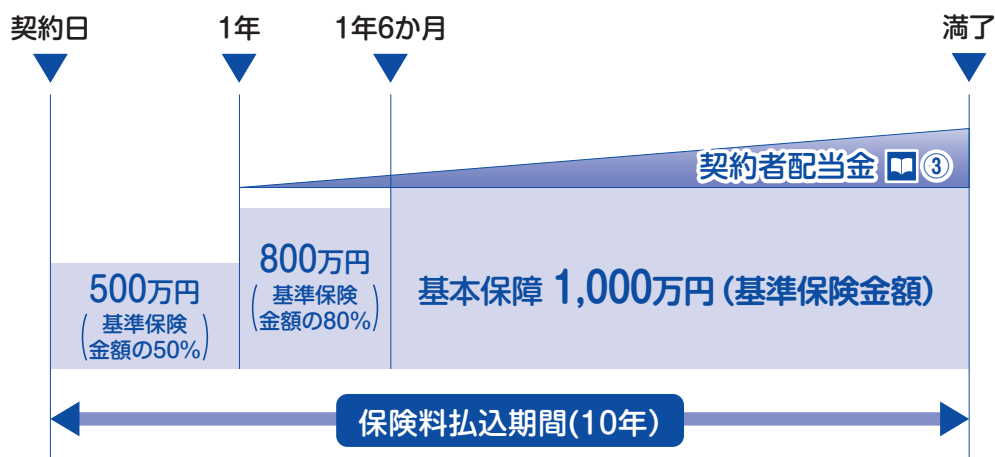 契約日
1年
1年6か月
満了
契約者配当金 ③
500万円
(基準保険
金額の50%)
800万円
(基準保険
金額の80%)
基本保障 1,000万円(基準保険金額)
保険料払込期間(10年)